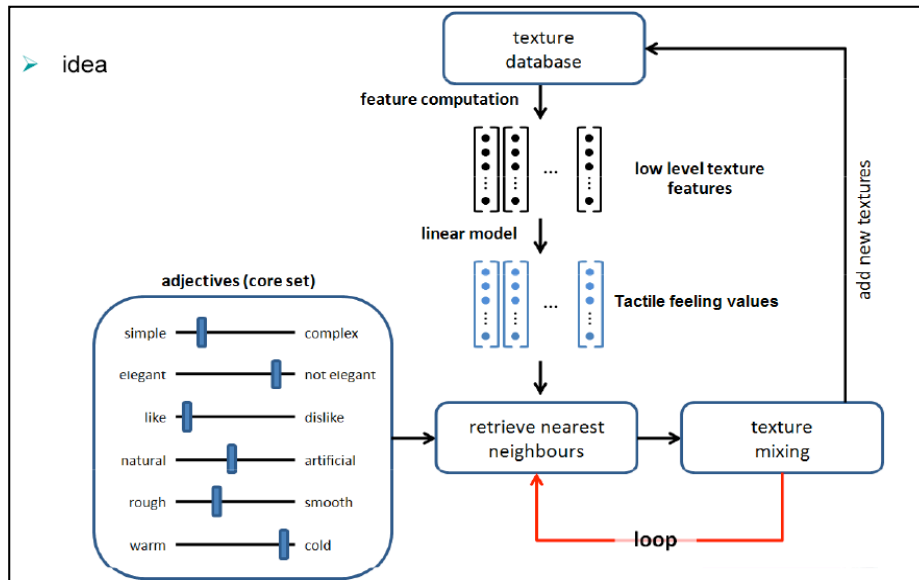 idea
texture
database
feature computation
...
low level texture
features
linear model
...
Tactile feeling values
adjectives (core set)
simple complex
elegant not elegant
like dislike
natural artificial
rough smooth
warm cold
retrieve nearest
neighbours
texture
mixing
add new textures
loop